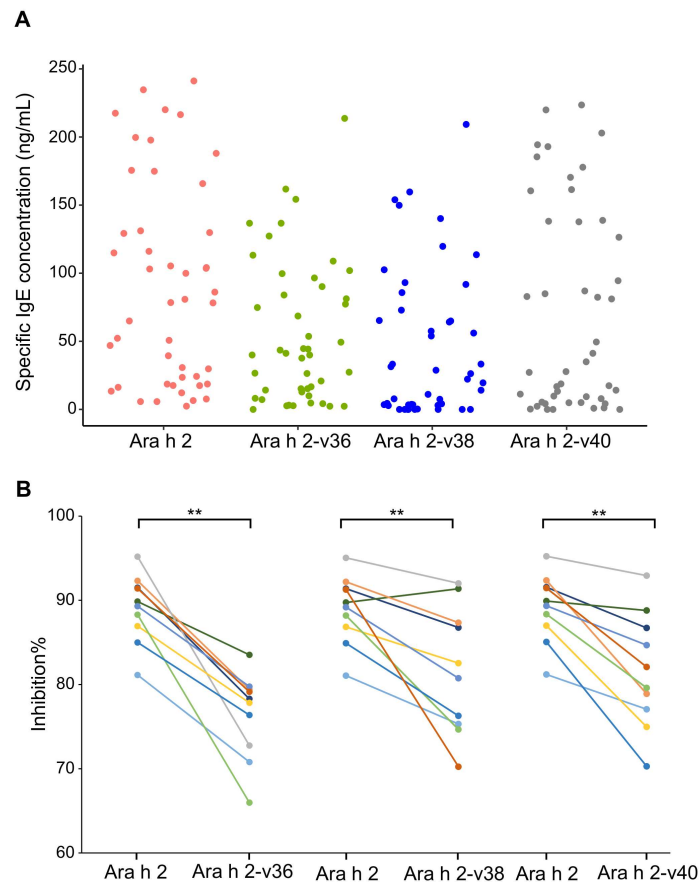 A
Specific IgE concentration (ng/mL)
250
200
150
100
50
0
Ara h 2
Ara h 2-v36
Ara h 2-v38
Ara h 2-v40
B
Inhibition%
100
90
80
70
60
**
**
**
Ara h 2
Ara h 2-v36
Ara h 2
Ara h 2-v38
Ara h 2
Ara h 2-v40